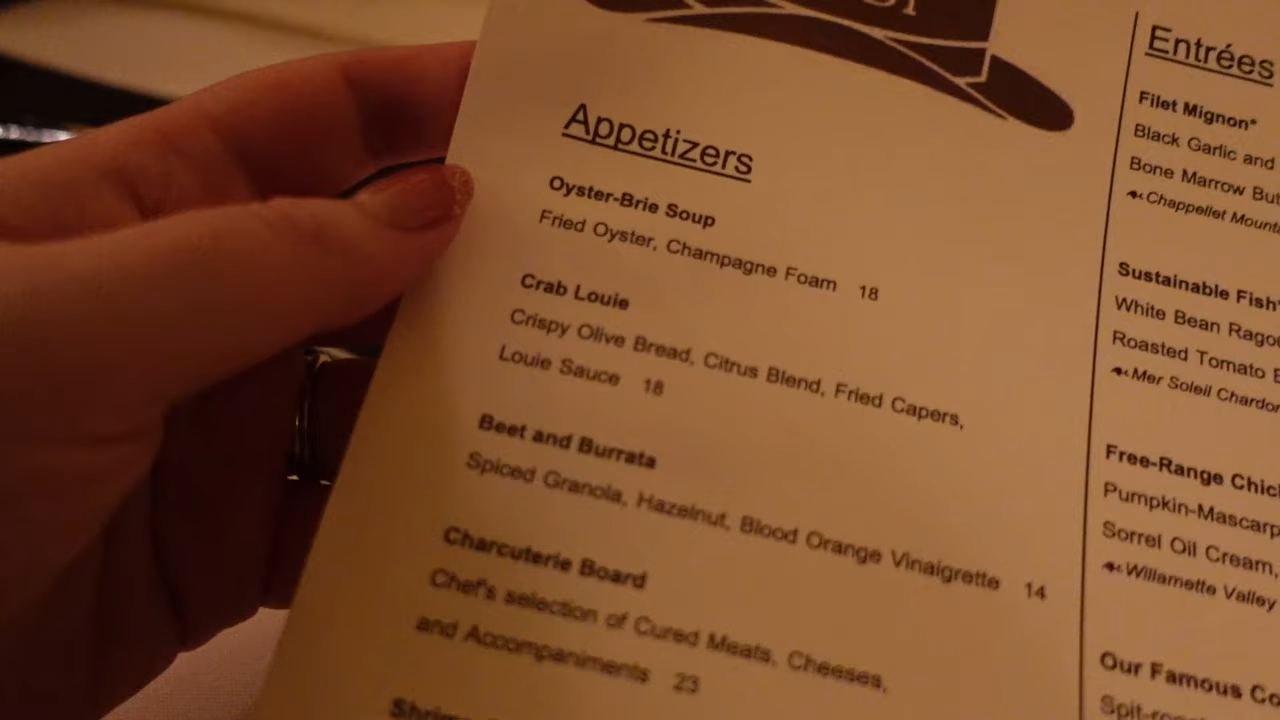 Appetizers
Oyster-Brie Soup
Fried Oyster, Champagne Foam 18
Crab Louie
Crispy Olive Bread, Citrus Blend, Fried Capers,
Louie Sauce 18
Beet and Burrata
Spiced Granola, Hazelnut, Blood Orange Vinaigrette 14
Charcuterie Board
Chef's selection of Cured Meats, Cheeses,
and Accompaniments 23
Entrées
Filet Mignon*
Black Garlic and
Bone Marrow
Chappellet
Sustainable Fish*
White Bean
Roasted Tomato
Mer Soleil
Free-Range
Sorrel Oil Cream,
Willamette Valley
Our Famous